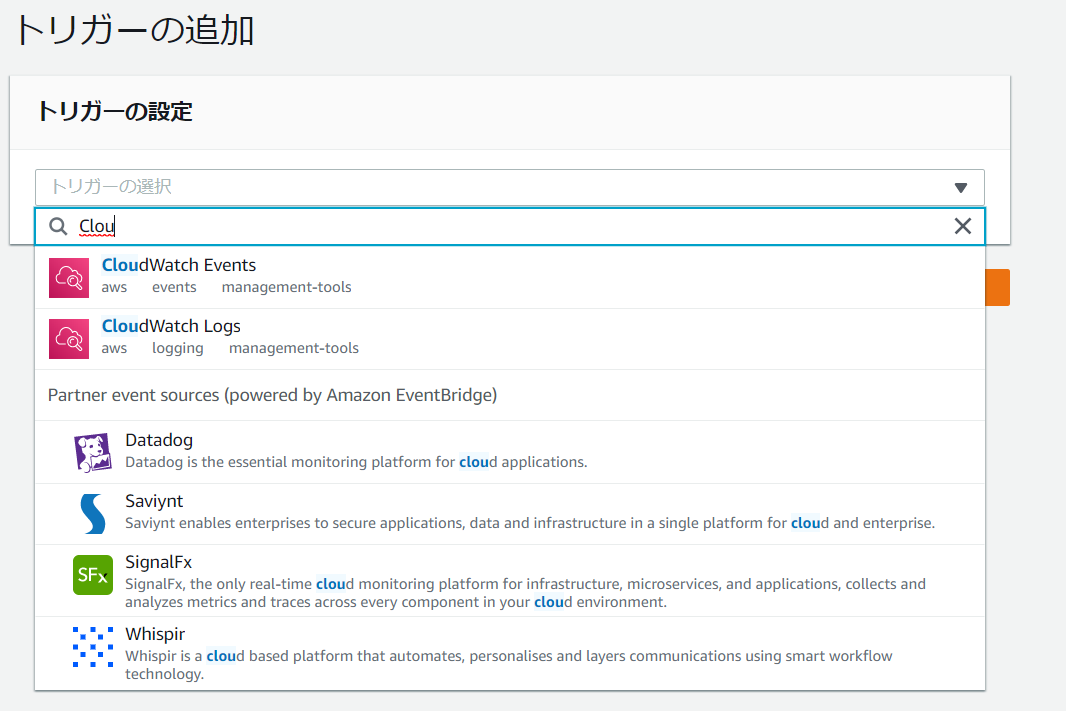 トリガーの追加
トリガーの設定
トリガーの選択
Clou
CloudWatch Events
aws events management-tools
CloudWatch Logs
aws logging management-tools
Partner event sources (powered by Amazon EventBridge)
Datadog
Datadog is the essential monitoring platform for cloud applications.
Saviynt
Saviynt enables enterprises to secure applications, data and infrastructure in a single platform for cloud and enterprise.
SFx
SignalFx
SignalFx, the only real-time cloud monitoring platform for infrastructure, microservices, and applications, collects and
analyzes metrics and traces across every component in your cloud environment.
Whispir
Whispir is a cloud based platform that automates, personalises and layers communications using smart workflow
technology.